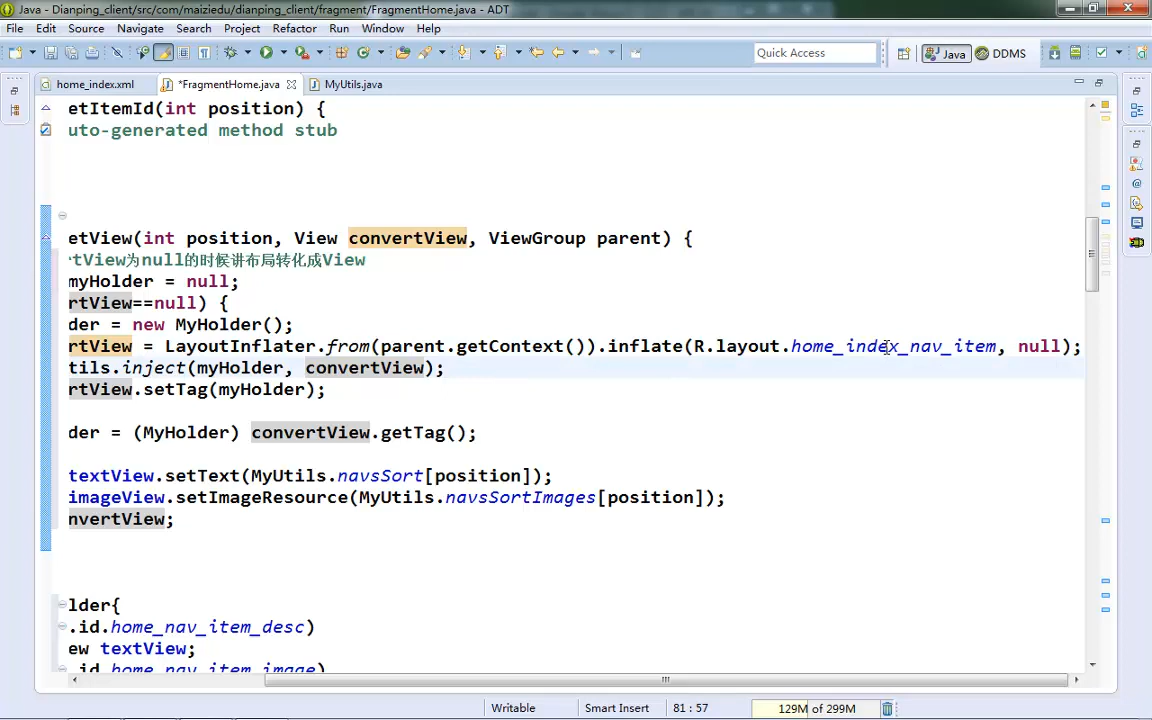 Java - Dianping_client/src/com/maiziedu/dianping_client/fragment/FragmentHome.java - ADT
File Edit Source Navigate Search Project Refactor Run Window Help
Quick Access
Java
DDMS
home_index.xml
*FragmentHome.java
MyUtils.java
etItemId(int position) {
uto-generated method stub
etView(int position, View convertView, ViewGroup parent) {
rtView为null的时候讲布局转化成View
myHolder = null;
rtView==null) {
der = new MyHolder();
rtView = LayoutInflater.from(parent.getContext()).inflate(R.layout.home_index_nav_item, null);
tils.inject(myHolder, convertView);
rtView.setTag(myHolder);
der = (MyHolder) convertView.getTag();
textView.setText(MyUtils.navsSort[position]);
imageView.setImageResource(MyUtils.navsSortImages[position]);
nvertView;
lder{
.id.home_nav_item_desc)
ew textView;
.id.home_nav_item_image)
Writable
Smart Insert
81 : 57
129M of 299M